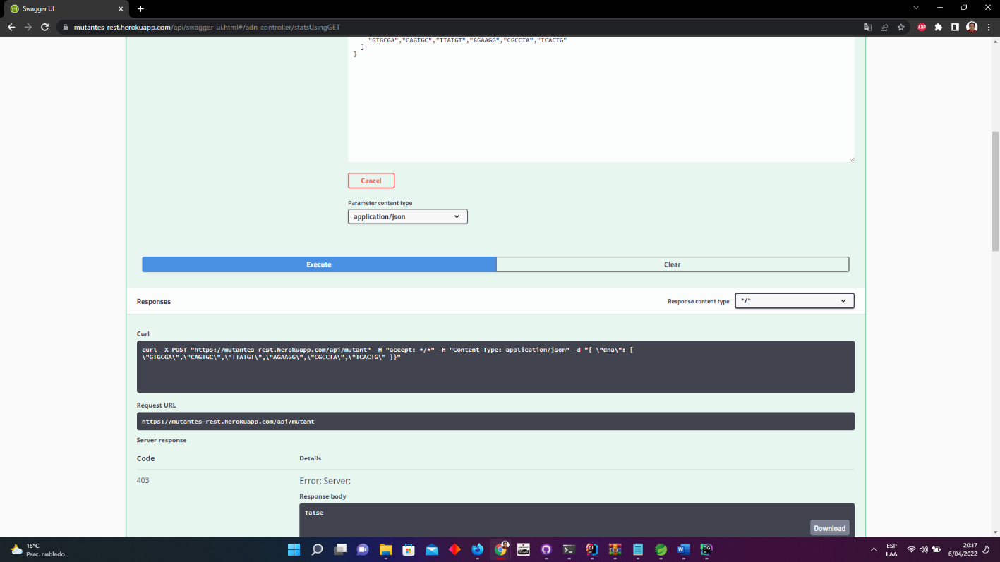 Swagger UI
mutantes-rest.herokuapp.com/api/swagger-ui.html#/adn-controller/statsUsingGET
ABP
"GTGCGA","CAGTGC","TTATGT","AGAAGG","CGCCTA","TCACTG"
]
}
Cancel
Parameter content type
application/json
Execute
Clear
Responses
Response content type
*/*
Curl
curl -X POST "https://mutantes-rest.herokuapp.com/api/mutant" -H "accept: */*" -H "Content-Type: application/json" -d "{ \"dna\": [
\"GTGCGA\",\"CAGTGC\",\"TTATGT\",\"AGAAGG\",\"CGCCTA\",\"TCACTG\" ]}"
Request URL
https://mutantes-rest.herokuapp.com/api/mutant
Server response
Code
Details
403
Error: Server:
Response body
false
Download
16°C
Parc. nublado
ESP
LAA
20:17
6/04/2022